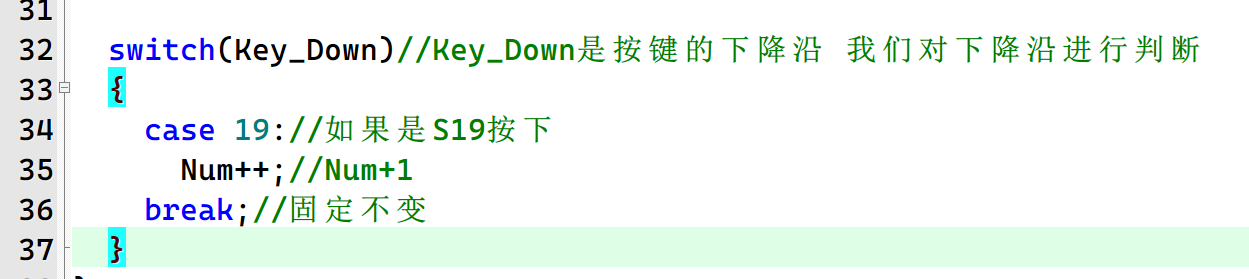 31
32 switch(Key_Down)//Key_Down是按键的下降沿 我们对下降沿进行判断
33 {
34 case 19://如果是S19按下
35 Num++;//Num+1
36 break;//固定不变
37 }